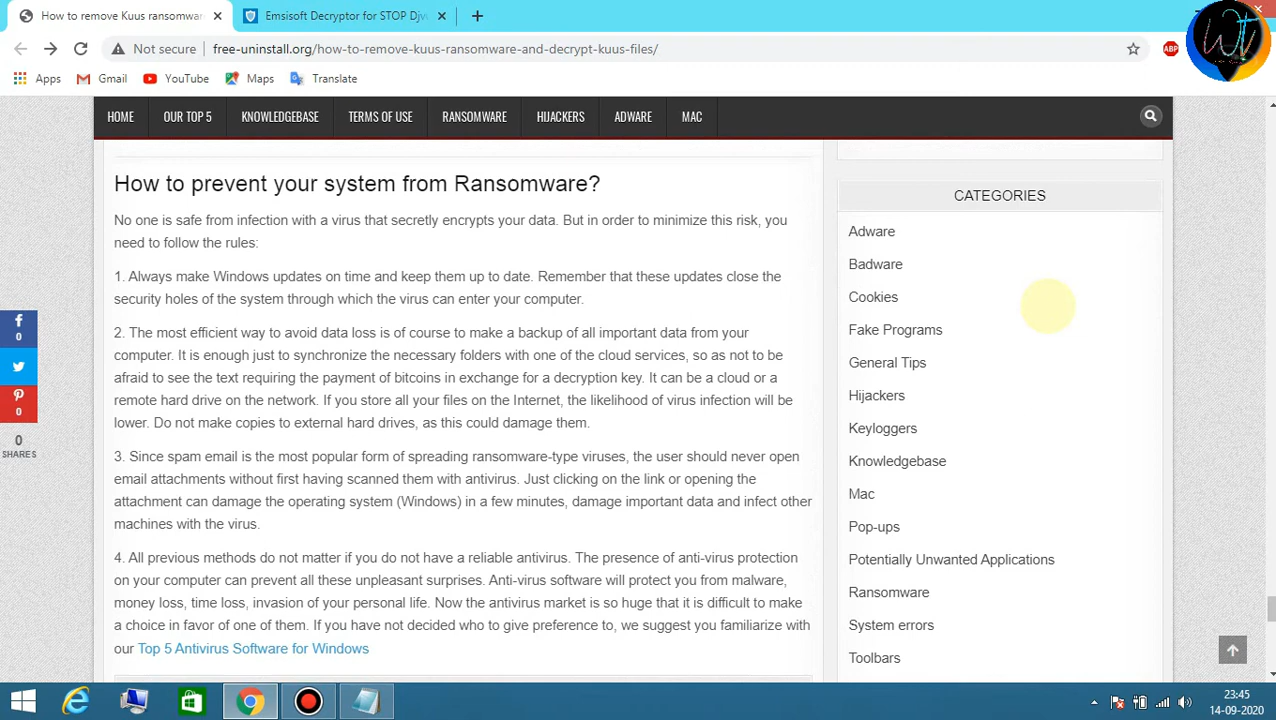 How to remove Kuus ransomwar
Emsisoft Decryptor for STOP Djv
Not secure
free-uninstall.org/how-to-remove-kuus-ransomware-and-decrypt-kuus-files/
ABP
Apps
Gmail
YouTube
Maps
Translate
HOME
OUR TOP 5
KNOWLEDGEBASE
TERMS OF USE
RANSOMWARE
HIJACKERS
ADWARE
MAC
0
0
0
SHARES
How to prevent your system from Ransomware?
No one is safe from infection with a virus that secretly encrypts your data. But in order to minimize this risk, you
need to follow the rules:
1. Always make Windows updates on time and keep them up to date. Remember that these updates close the
security holes of the system through which the virus can enter your computer.
2. The most efficient way to avoid data loss is of course to make a backup of all important data from your
computer. It is enough just to synchronize the necessary folders with one of the cloud services, so as not to be
afraid to see the text requiring the payment of bitcoins in exchange for a decryption key. It can be a cloud or a
remote hard drive on the network. If you store all your files on the Internet, the likelihood of virus infection will be
lower. Do not make copies to external hard drives, as this could damage them.
3. Since spam email is the most popular form of spreading ransomware-type viruses, the user should never open
email attachments without first having scanned them with antivirus. Just clicking on the link or opening the
attachment can damage the operating system (Windows) in a few minutes, damage important data and infect other
machines with the virus.
4. All previous methods do not matter if you do not have a reliable antivirus. The presence of anti-virus protection
on your computer can prevent all these unpleasant surprises. Anti-virus software will protect you from malware,
money loss, time loss, invasion of your personal life. Now the antivirus market is so huge that it is difficult to make
a choice in favor of one of them. If you have not decided who to give preference to, we suggest you familiarize with
our Top 5 Antivirus Software for Windows
CATEGORIES
Adware
Badware
Cookies
Fake Programs
General Tips
Hijackers
Keyloggers
Knowledgebase
Mac
Pop-ups
Potentially Unwanted Applications
Ransomware
System errors
Toolbars
23:45
14-09-2020